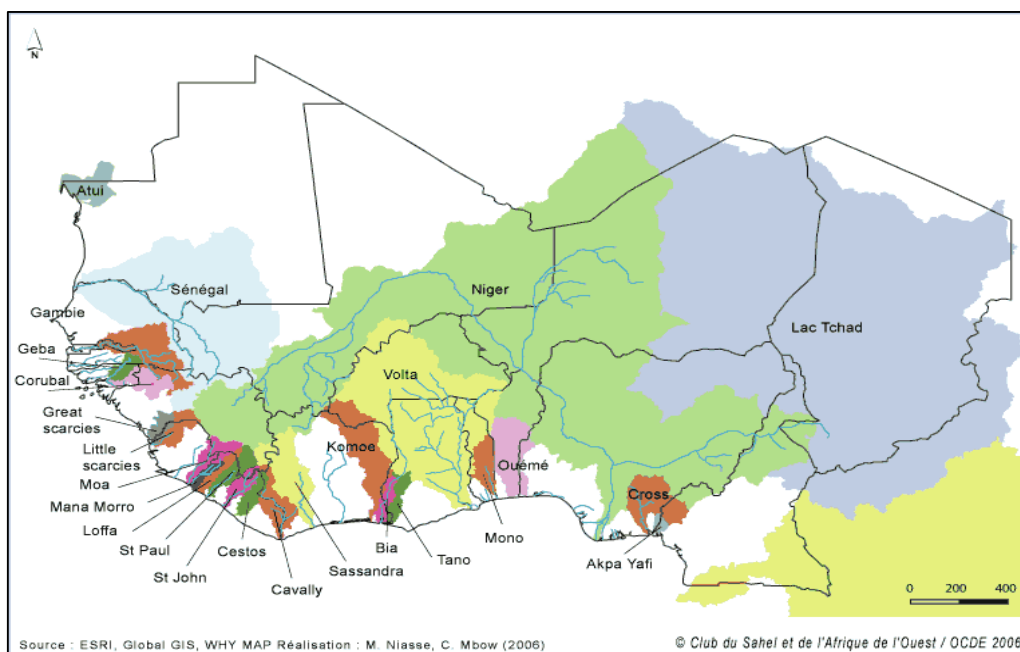 N
Atui
Sénégal
Niger
Gambie
Lac Tchad
Geba
Volta
Corubal
Great
scarcies
Little
scarcies
Komoe
Ouémé
Moa
Cross
Mana Morro
Loffa
St Paul
Cestos
Bia
Mono
St John
Sassandra
Tano
Akpa Yafi
Cavally
0 200 400
Source : ESRI, Global GIS, WHY MAP Réalisation : M. Niasse, C. Mbow (2006)
© Club du Sahel et de l'Afrique de l'Ouest / OCDE 2006